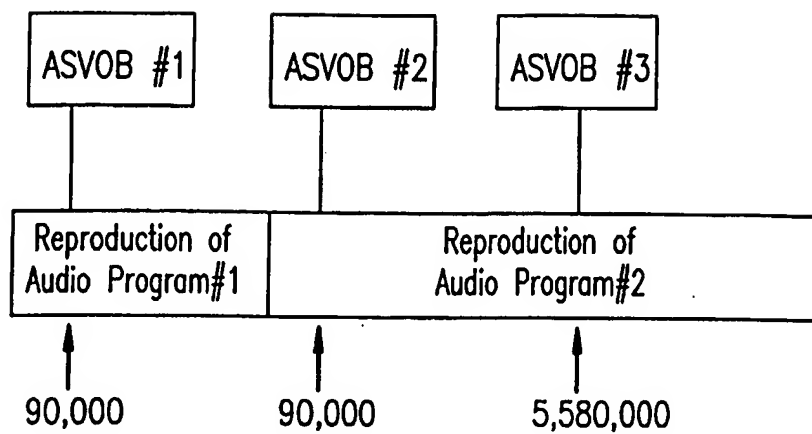 ASVOB #1
ASVOB #2
ASVOB #3
Reproduction of
Audio Program#1
Reproduction of
Audio Program#2
90,000
90,000
5,580,000